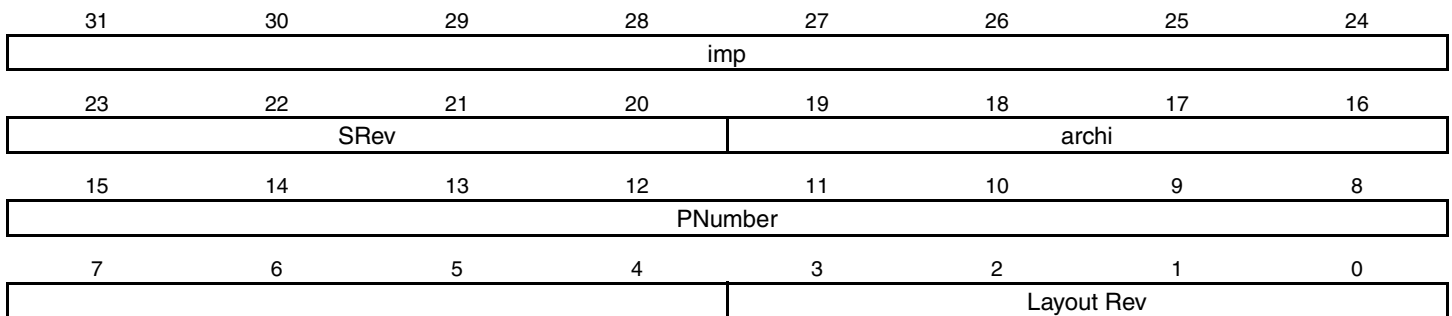 31 30 29 28 27 26 25 24
imp
23 22 21 20 19 18 17 16
SRev archi
15 14 13 12 11 10 9 8
PNumber
7 6 5 4 3 2 1 0
Layout Rev